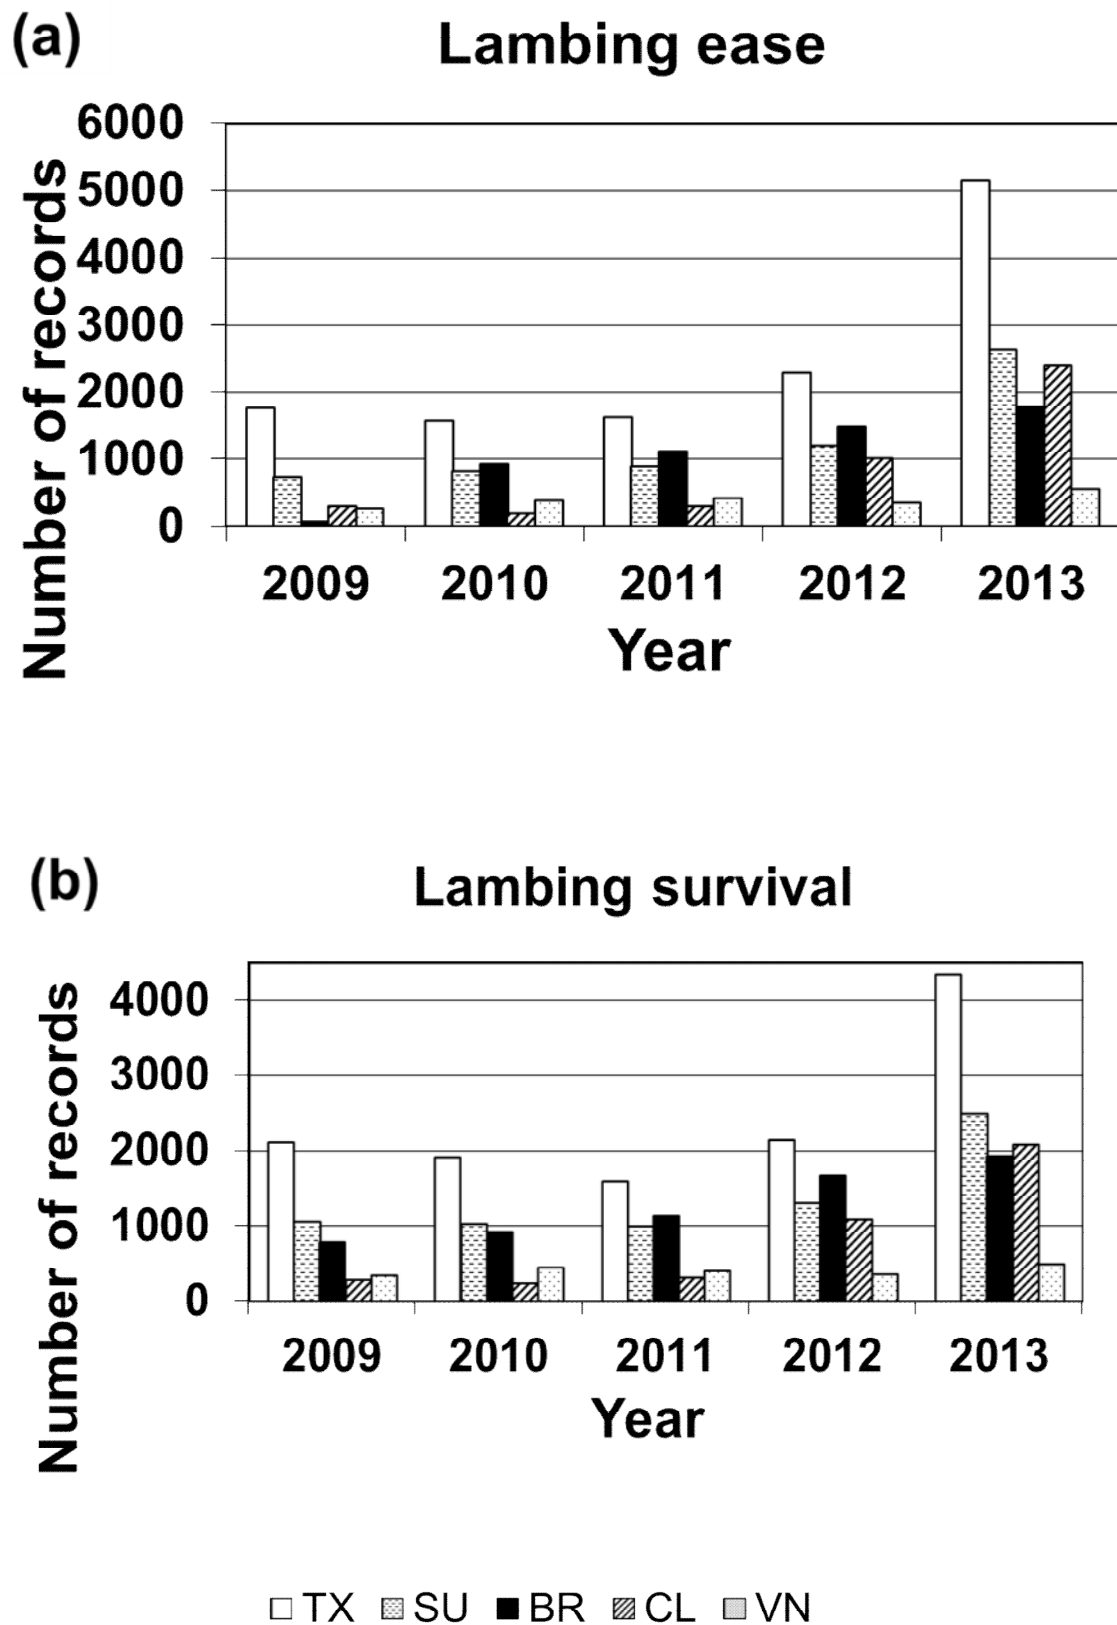 (a)
Lambing ease
Number of records
6000
5000
4000
3000
2000
1000
0
2009 2010 2011 2012 2013
Year
(b)
Lambing survival
Number of records
4000
3000
2000
1000
0
2009 2010 2011 2012 2013
Year
TX SU BR CL VN